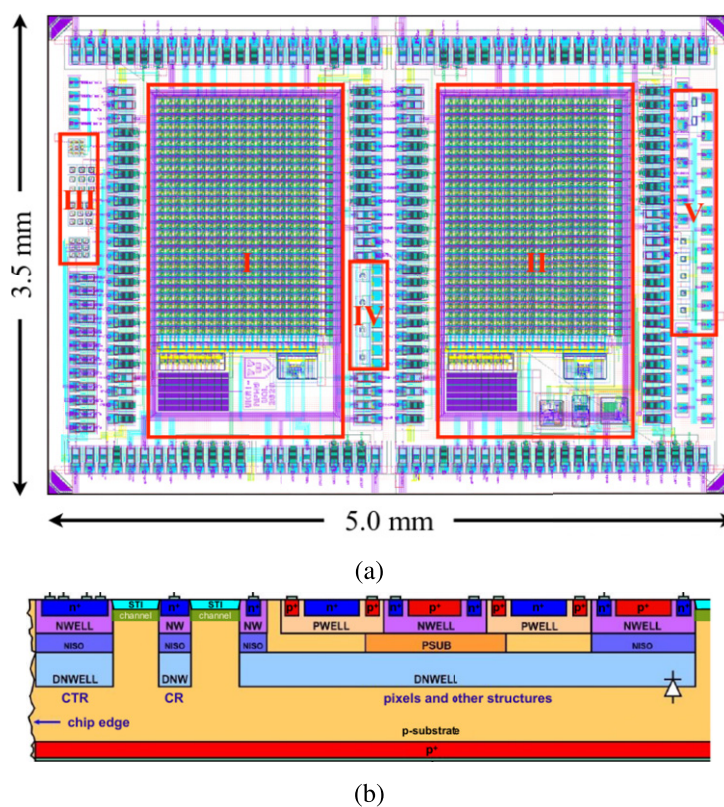 3.5 mm
I
II
III
IV
V
5.0 mm
(a)
n⁺ STI n⁺ STI n⁺ p⁺ n⁺ p⁺ n⁺ p⁺ n⁺ p⁺ n⁺ p⁺ n⁺ p⁺ n⁺
channel channel
NWELL NW NW PWELL NWELL PWELL NWELL
NISO NISO NISO PSUB NISO
DNWELL DNW DNWELL
CTR CR pixels and other structures
chip edge
p-substrate
p⁺
(b)